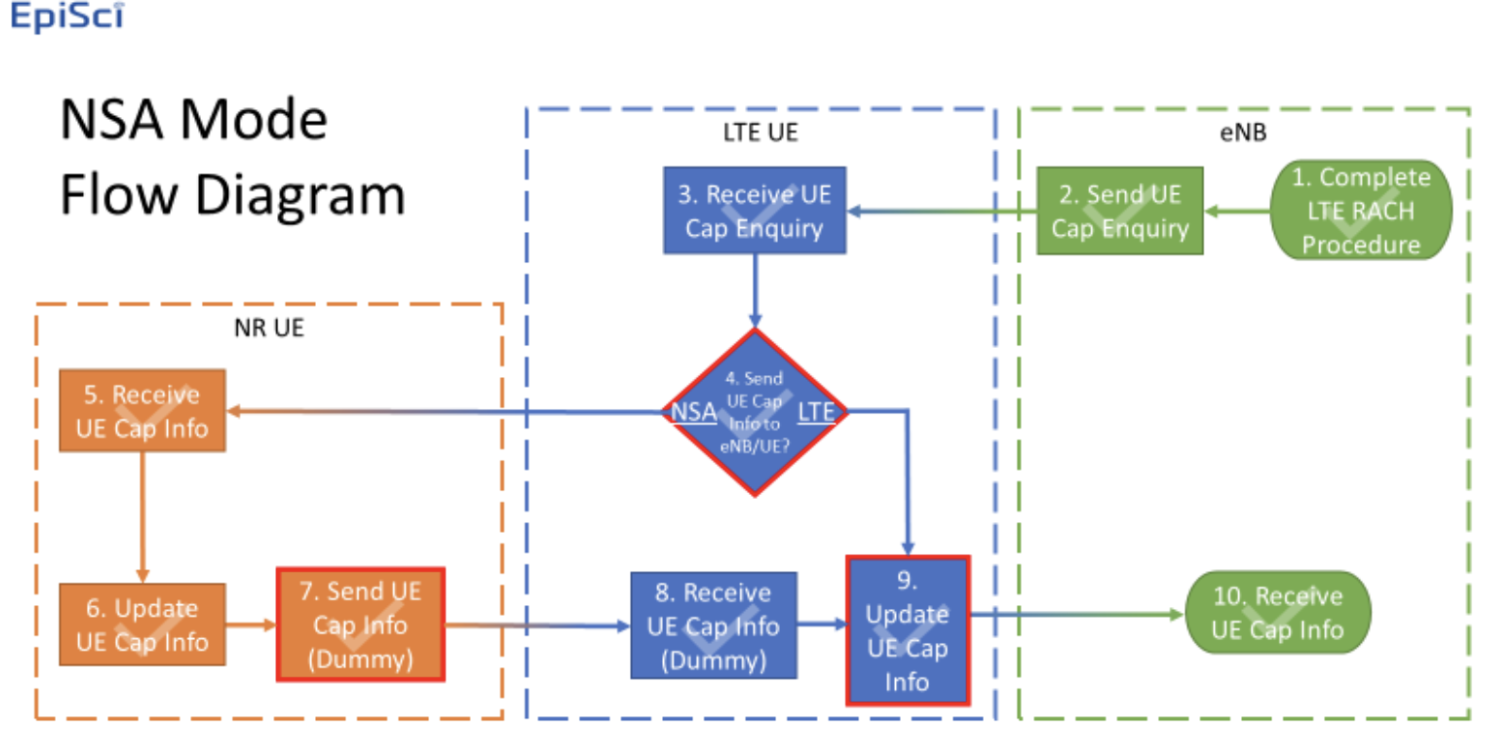 EpiSci
NSA Mode
Flow Diagram
LTE UE
eNB
3. Receive UE
Cap Enquiry
2. Send UE
Cap Enquiry
1. Complete
LTE RACH
Procedure
NR UE
5. Receive
UE Cap Info
4. Send
UE Cap
Info to
eNB/UE?
NSA
LTE
6. Update
UE Cap Info
7. Send UE
Cap Info
(Dummy)
8. Receive
UE Cap Info
(Dummy)
9.
Update
UE Cap
Info
10. Receive
UE Cap Info